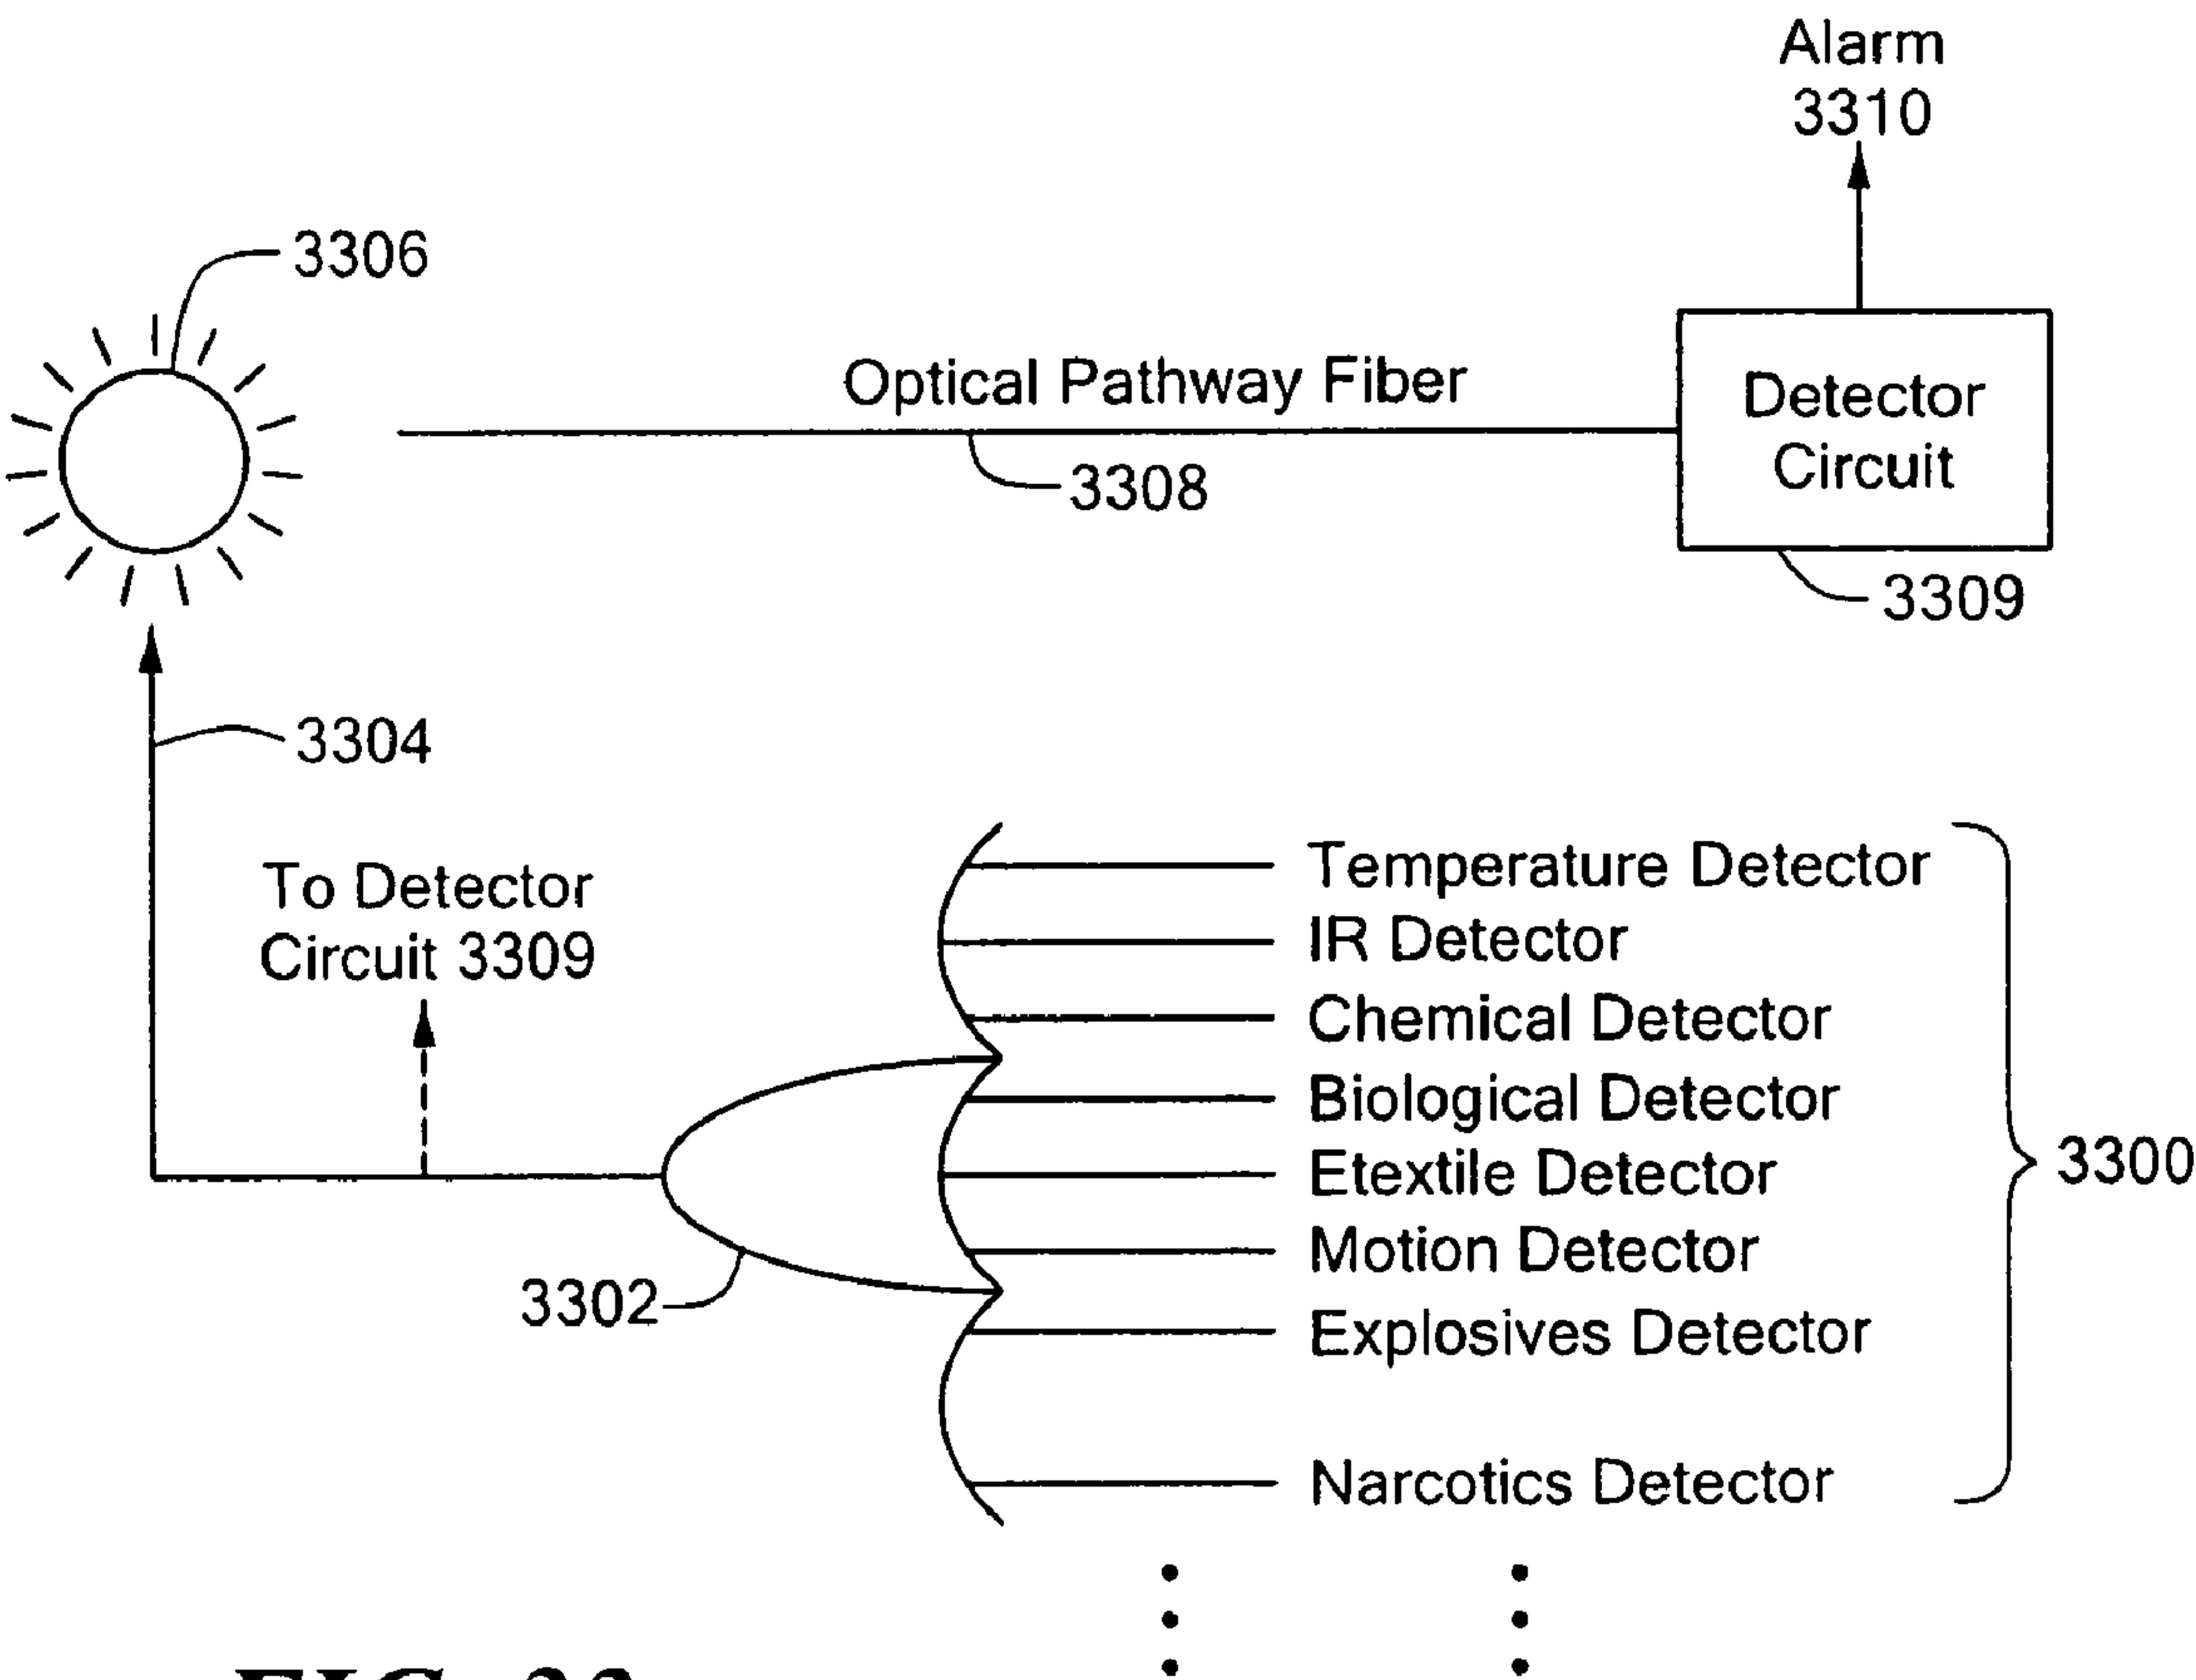 Alarm
3310
3306
Optical Pathway Fiber
Detector
Circuit
3308
3309
3304
To Detector
Circuit 3309
Temperature Detector
IR Detector
Chemical Detector
Biological Detector
Etextile Detector
Motion Detector
Explosives Detector
Narcotics Detector
3300
3302